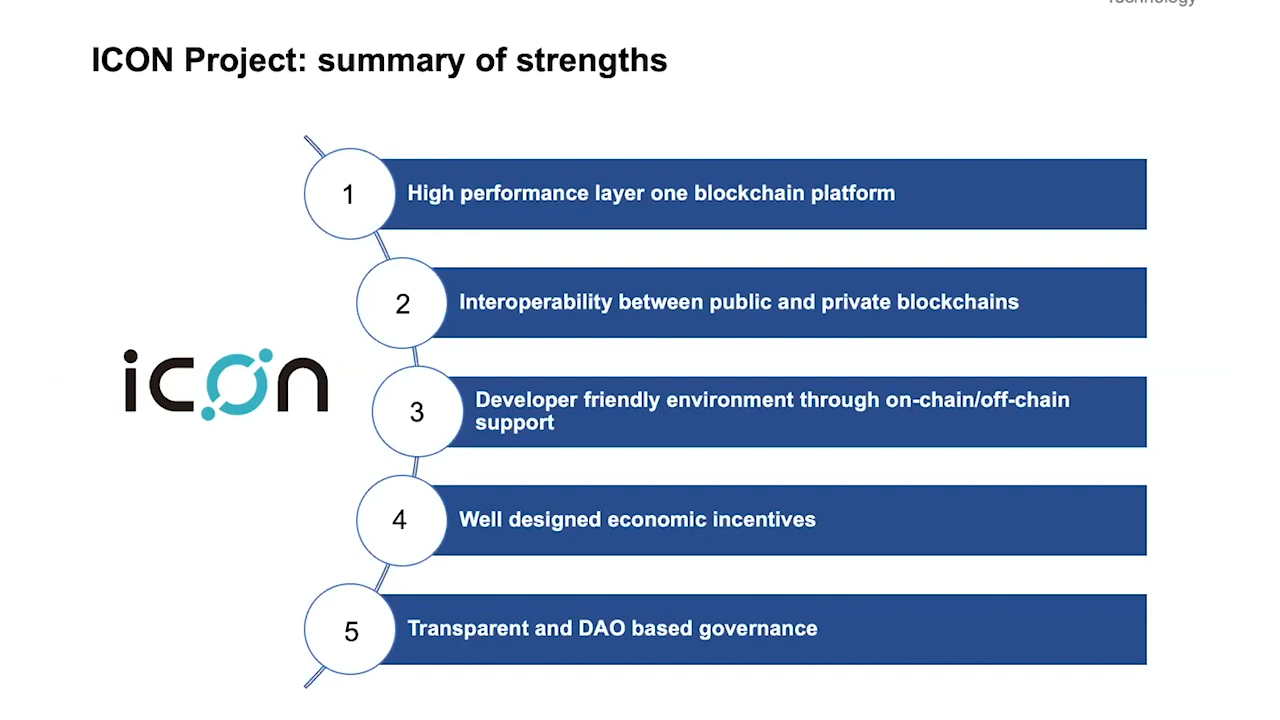 Technology
ICON Project: summary of strengths
1
High performance layer one blockchain platform
2
Interoperability between public and private blockchains
icon
3
Developer friendly environment through on-chain/off-chain
support
4
Well designed economic incentives
5
Transparent and DAO based governance